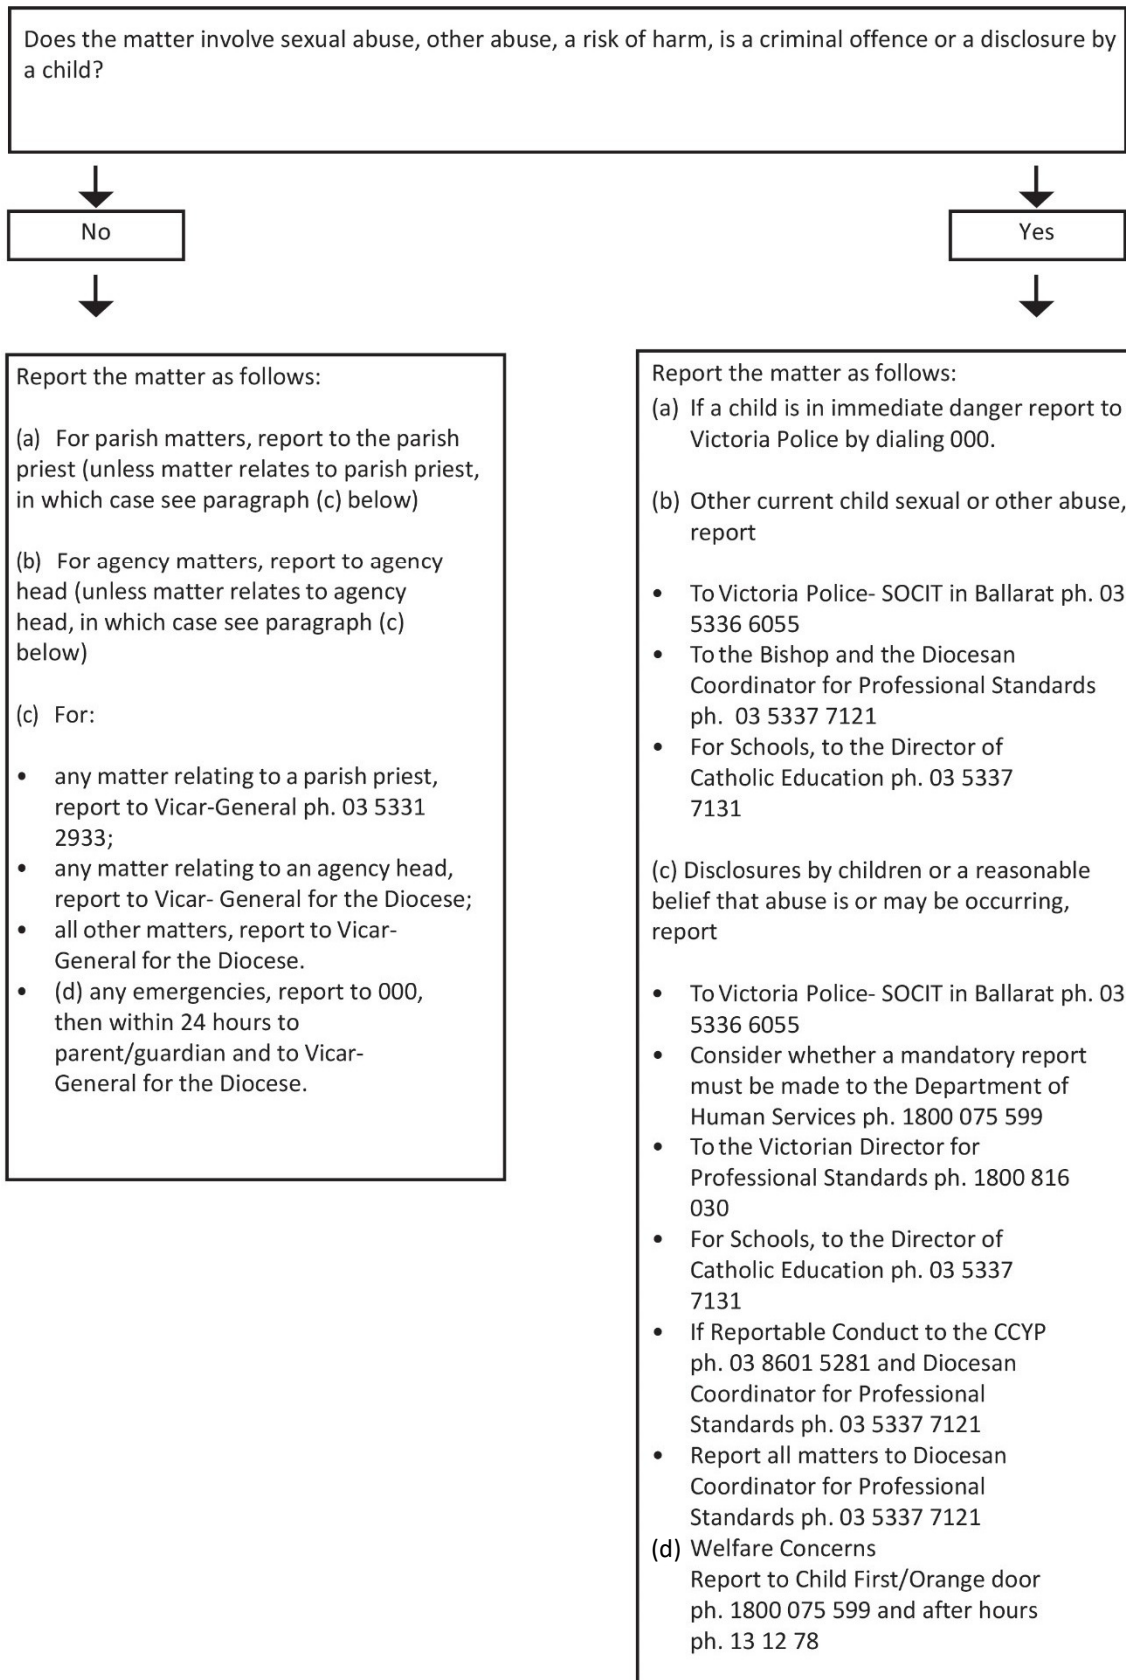 Does the matter involve sexual abuse, other abuse, a risk of harm, is a criminal offence or a disclosure by
a child?
No
Yes
Report the matter as follows:
(a) For parish matters, report to the parish
priest (unless matter relates to parish priest,
in which case see paragraph (c) below)
(b) For agency matters, report to agency
head (unless matter relates to agency
head, in which case see paragraph (c)
below)
(c) For:
• any matter relating to a parish priest,
report to Vicar-General ph. 03 5331
2933;
• any matter relating to an agency head,
report to Vicar- General for the Diocese;
• all other matters, report to Vicar-
General for the Diocese.
• (d) any emergencies, report to 000,
then within 24 hours to
parent/guardian and to Vicar-
General for the Diocese.
Report the matter as follows:
(a) If a child is in immediate danger report to
Victoria Police by dialing 000.
(b) Other current child sexual or other abuse,
report
• To Victoria Police- SOCIT in Ballarat ph. 03
5336 6055
• To the Bishop and the Diocesan
Coordinator for Professional Standards
ph. 03 5337 7121
• For Schools, to the Director of
Catholic Education ph. 03 5337
7131
(c) Disclosures by children or a reasonable
belief that abuse is or may be occurring,
report
• To Victoria Police- SOCIT in Ballarat ph. 03
5336 6055
• Consider whether a mandatory report
must be made to the Department of
Human Services ph. 1800 075 599
• To the Victorian Director for
Professional Standards ph. 1800 816
030
• For Schools, to the Director of
Catholic Education ph. 03 5337
7131
• If Reportable Conduct to the CCYP
ph. 03 8601 5281 and Diocesan
Coordinator for Professional
Standards ph. 03 5337 7121
• Report all matters to Diocesan
Coordinator for Professional
Standards ph. 03 5337 7121
(d) Welfare Concerns
Report to Child First/Orange door
ph. 1800 075 599 and after hours
ph. 13 12 78